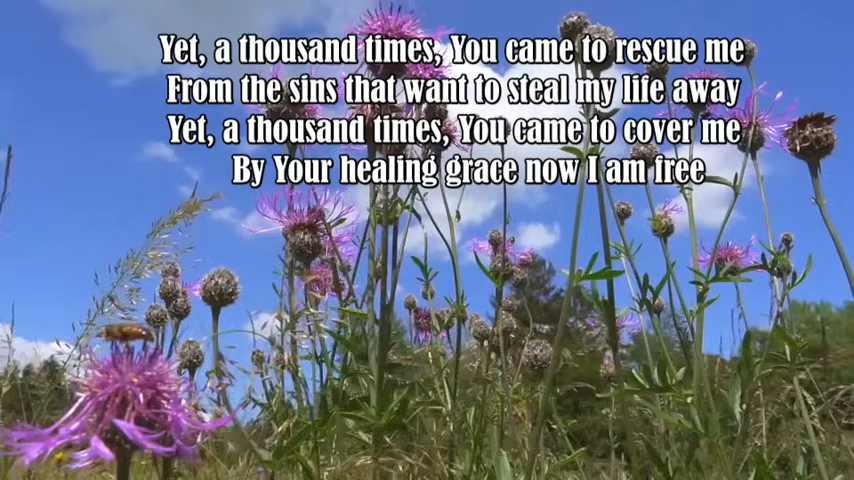 Yet, a thousand times, You came to rescue me
From the sins that want to steal my life away
Yet, a thousand times, You came to cover me
By Your healing grace now I am free